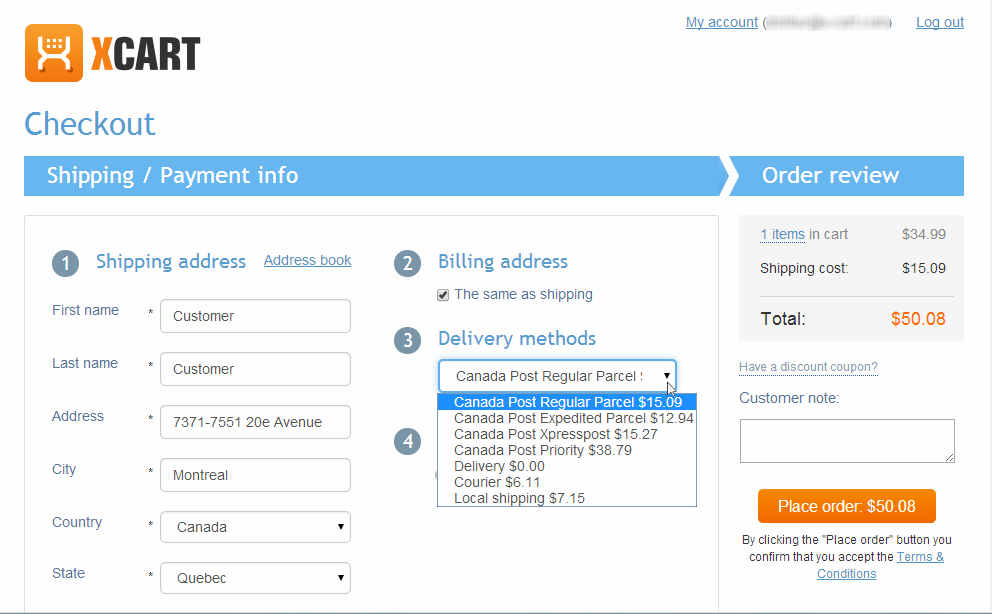 My account ( ) Log out
XCART
Checkout
Shipping / Payment info
Order review
1 Shipping address Address book
First name * Customer
Last name * Customer
Address * 7371-7551 20e Avenue
City * Montreal
Country * Canada
State * Quebec
2 Billing address
The same as shipping
3 Delivery methods
Canada Post Regular Parcel
Canada Post Regular Parcel $15.09
Canada Post Expedited Parcel $12.94
Canada Post Xpresspost $15.27
Canada Post Priority $38.79
Delivery $0.00
Courier $6.11
Local shipping $7.15
4
1 items in cart $34.99
Shipping cost: $15.09
Total: $50.08
Have a discount coupon?
Customer note:
Place order: $50.08
By clicking the "Place order" button you
confirm that you accept the Terms &
Conditions